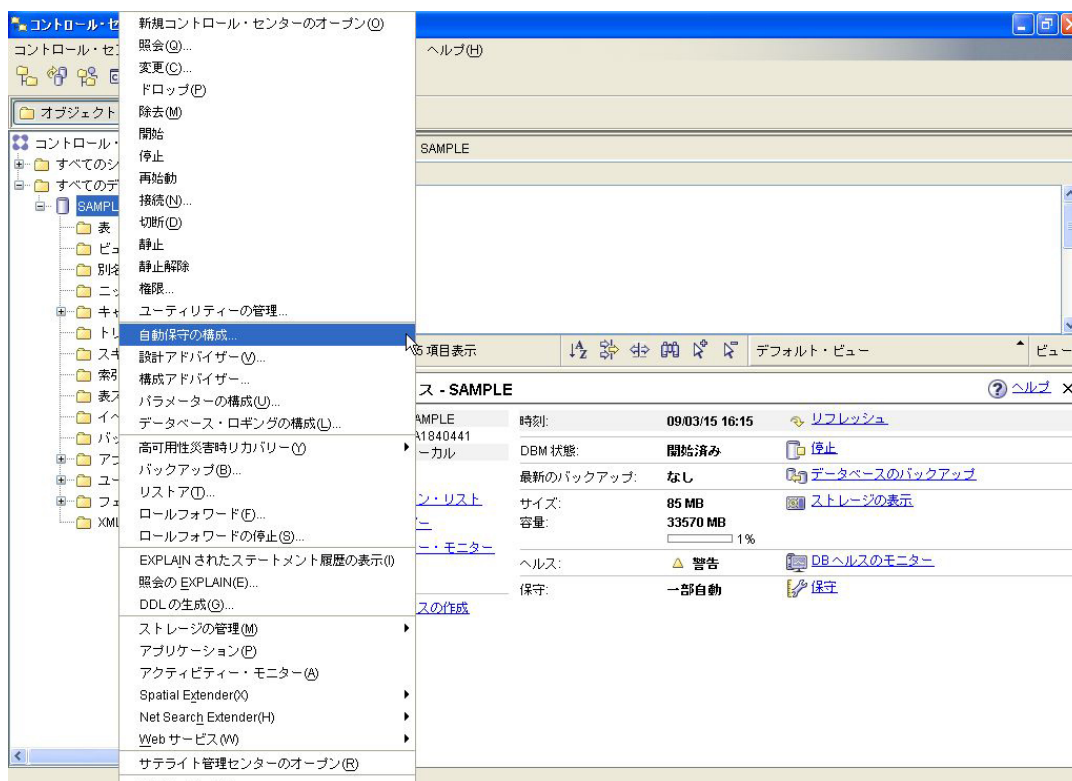 コントロール・セ
コントロール・セ
ヘルプ(H)
オブジェクト
コントロール・
すべてのシ
すべてのデ
SAMPL
表
ビュ
別名
ニッ
キャ
トリ
スキ
索引
表ス
イベ
バッ
アプ
ユー
フェ
XML
新規コントロール・センターのオープン(O)
照会(Q)...
変更(C)...
ドロップ(P)
除去(M)
開始
停止
再始動
接続(N)...
切断(D)
静止
静止解除
権限...
ユーティリティーの管理...
自動保守の構成...
設計アドバイザー(V)...
構成アドバイザー...
パラメーターの構成(U)...
データベース・ロギングの構成(L)...
高可用性災害時リカバリー(Y)
バックアップ(B)...
リストア(T)...
ロールフォワード(F)...
ロールフォワードの停止(S)...
EXPLAIN されたステートメント履歴の表示(I)
照会の EXPLAIN(E)...
DDL の生成(G)...
ストレージの管理(M)
アプリケーション(P)
アクティビティー・モニター(A)
Spatial Extender(X)
Net Search Extender(H)
Web サービス(W)
サテライト管理センターのオープン(R)
SAMPLE
項目表示
デフォルト・ビュー
ビュー
ス - SAMPLE
ヘルプ
AMPLE
A1840441
ーカル
ン・リスト
ー・モニター
スの作成
時刻: 09/03/15 16:15 リフレッシュ
DBM 状態: 開始済み 停止
最新のバックアップ: なし データベースのバックアップ
サイズ: 85 MB ストレージの表示
容量: 33570 MB
1%
ヘルス: 警告 DB ヘルスのモニター
保守: 一部自動 保守